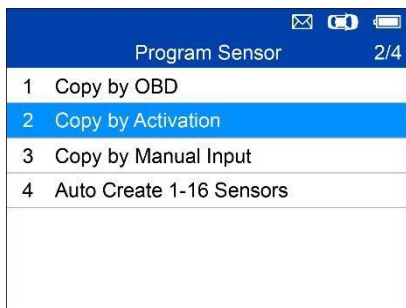 Program Sensor 2/4
1 Copy by OBD
2 Copy by Activation
3 Copy by Manual Input
4 Auto Create 1-16 Sensors